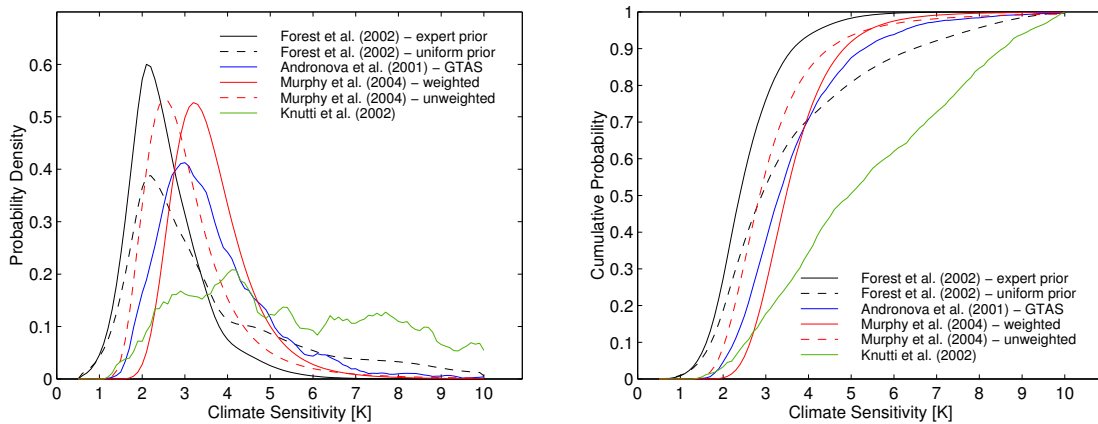 Forest et al. (2002) – expert prior
Forest et al. (2002) – uniform prior
Andronova et al. (2001) – GTAS
Murphy et al. (2004) – weighted
Murphy et al. (2004) – unweighted
Knutti et al. (2002)
Probability Density
0.6
0.5
0.4
0.3
0.2
0.1
0
0 1 2 3 4 5 6 7 8 9 10
Climate Sensitivity [K]
Cumulative Probability
1
0.9
0.8
0.7
0.6
0.5
0.4
0.3
0.2
0.1
0
Forest et al. (2002) – expert prior
Forest et al. (2002) – uniform prior
Andronova et al. (2001) – GTAS
Murphy et al. (2004) – weighted
Murphy et al. (2004) – unweighted
Knutti et al. (2002)
0 1 2 3 4 5 6 7 8 9 10
Climate Sensitivity [K]